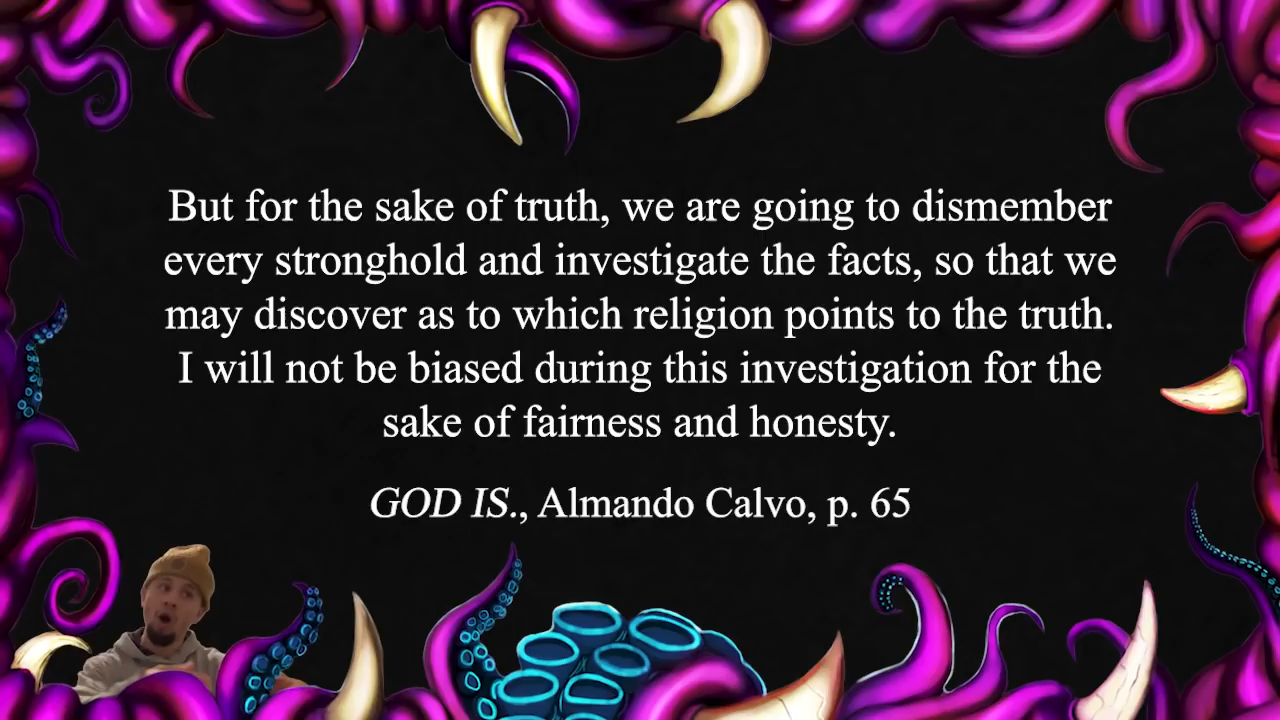 But for the sake of truth, we are going to dismember
every stronghold and investigate the facts, so that we
may discover as to which religion points to the truth.
I will not be biased during this investigation for the
sake of fairness and honesty.
GOD IS., Almando Calvo, p. 65